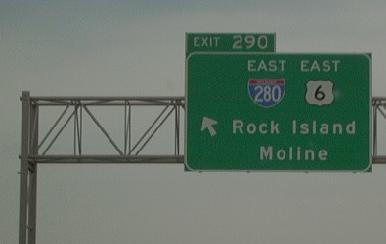 EXIT 290
EAST EAST
280 6
Rock Island
Moline